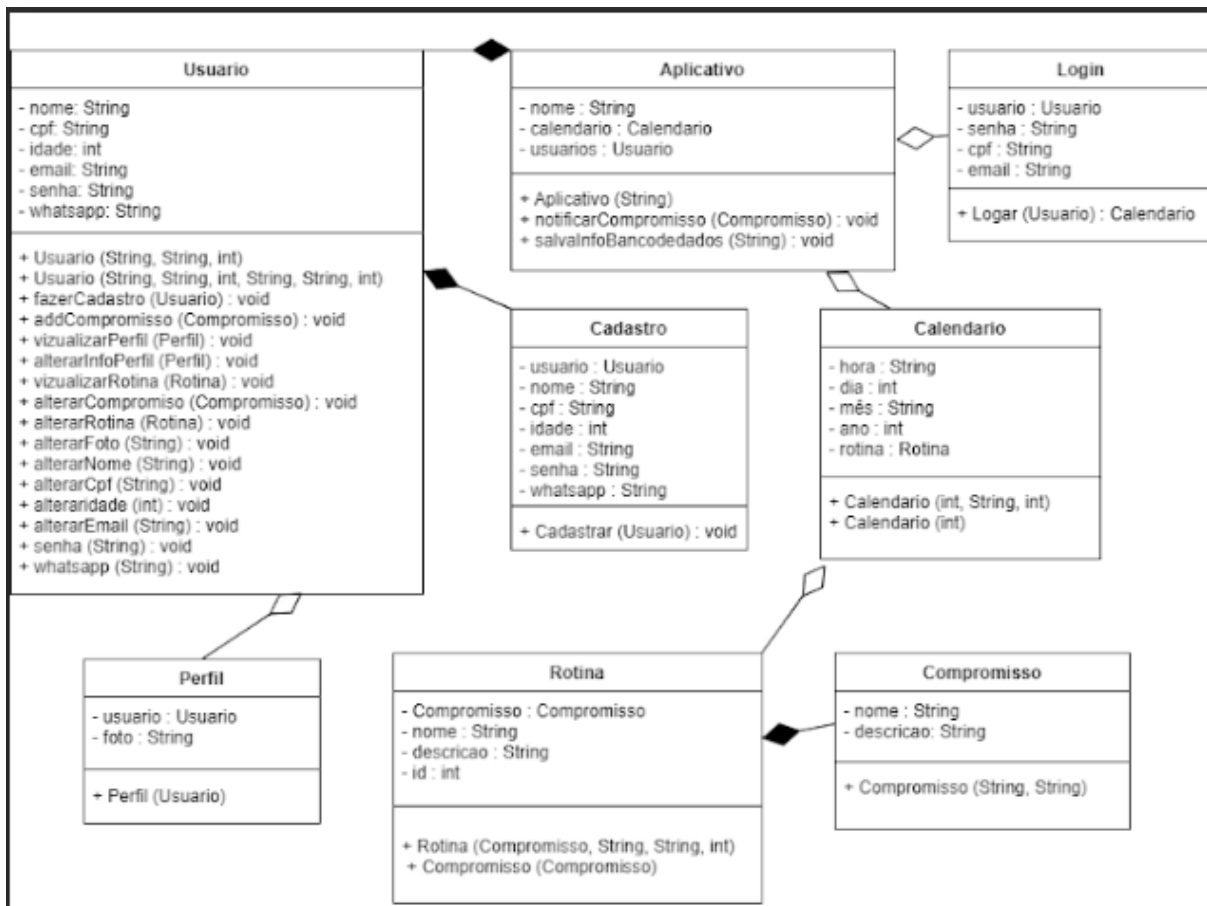 Usuario
- nome: String
- cpf: String
- idade: int
- email: String
- senha: String
- whatsapp: String
+ Usuario (String, String, int)
+ Usuario (String, String, int, String, String, int)
+ fazerCadastro (Usuario) : void
+ addCompromisso (Compromisso) : void
+ vizualizarPerfil (Perfil) : void
+ alterarInfoPerfil (Perfil) : void
+ vizualizarRotina (Rotina) : void
+ alterarCompromiso (Compromisso) : void
+ alterarRotina (Rotina) : void
+ alterarFoto (String) : void
+ alterarNome (String) : void
+ alterarCpf (String) : void
+ alteraridade (int) : void
+ alterarEmail (String) : void
+ senha (String) : void
+ whatsapp (String) : void
Aplicativo
- nome : String
- calendario : Calendario
- usuarios : Usuario
+ Aplicativo (String)
+ notificarCompromisso (Compromisso) : void
+ salvaInfoBancodedados (String) : void
Login
- usuario : Usuario
- senha : String
- cpf : String
- email : String
+ Logar (Usuario) : Calendario
Cadastro
- usuario : Usuario
- nome : String
- cpf : String
- idade : int
- email : String
- senha : String
- whatsapp : String
+ Cadastrar (Usuario) : void
Calendario
- hora : String
- dia : int
- mês : String
- ano : int
- rotina : Rotina
+ Calendario (int, String, int)
+ Calendario (int)
Perfil
- usuario : Usuario
- foto : String
+ Perfil (Usuario)
Rotina
- Compromisso : Compromisso
- nome : String
- descricao : String
- id : int
+ Rotina (Compromisso, String, String, int)
+ Compromisso (Compromisso)
Compromisso
- nome : String
- descricao: String
+ Compromisso (String, String)